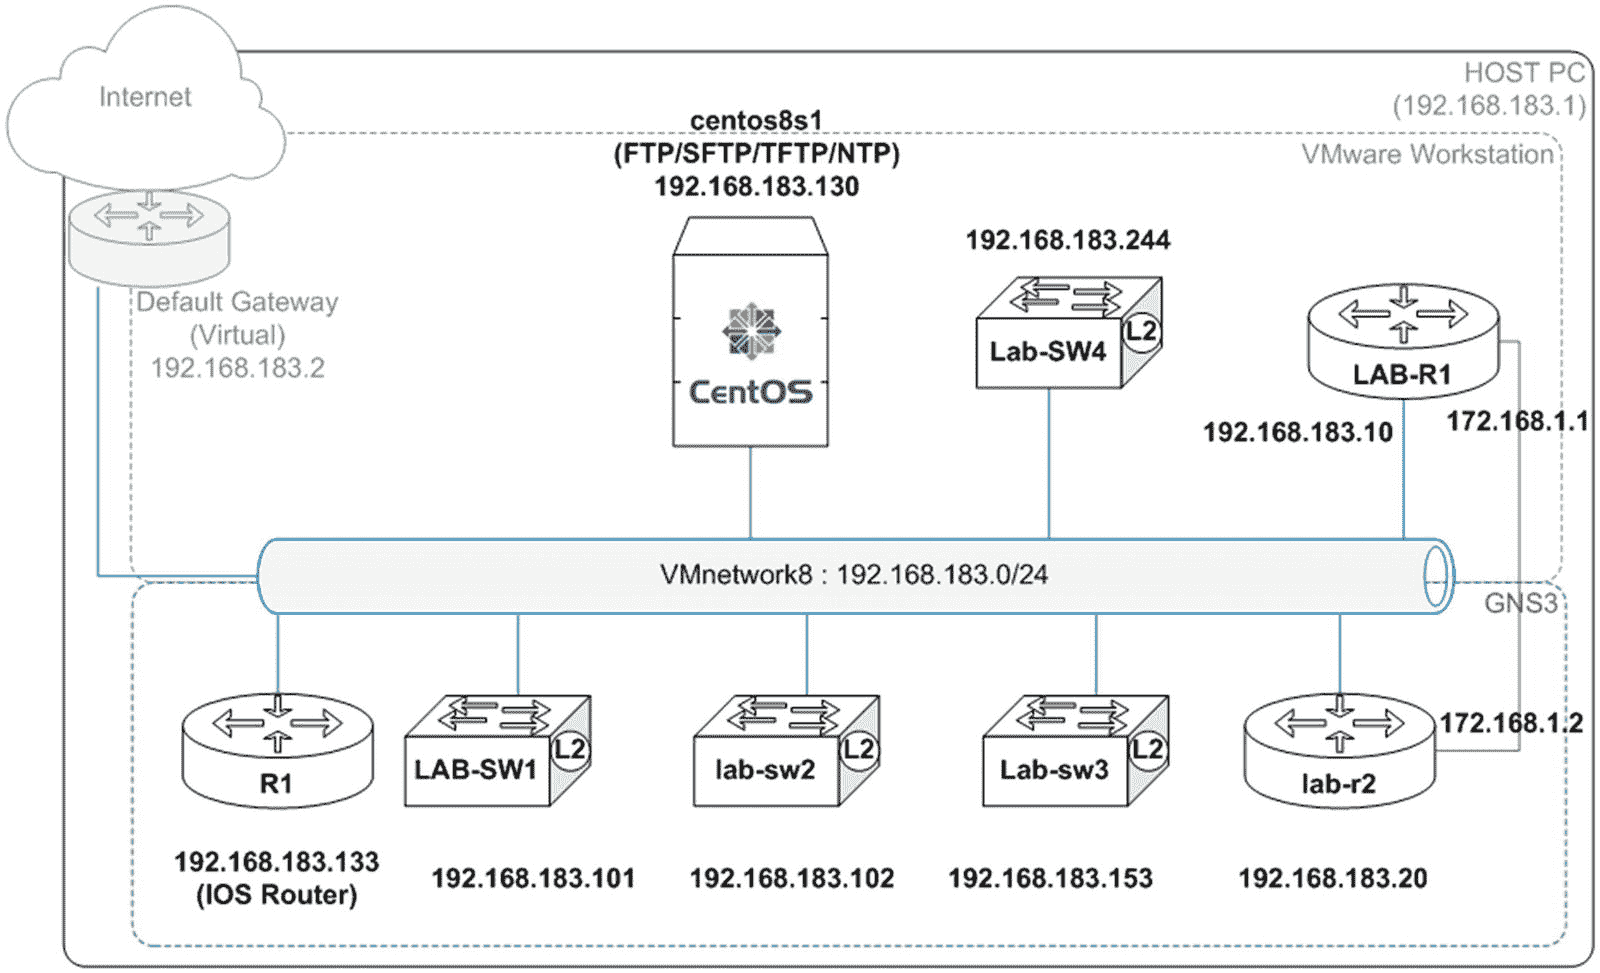 Internet
HOST PC
(192.168.183.1)
VMware Workstation
centos8s1
(FTP/SFTP/TFTP/NTP)
192.168.183.130
Default Gateway
(Virtual)
192.168.183.2
CentOS
192.168.183.244
Lab-SW4
L2
LAB-R1
192.168.183.10
172.168.1.1
VMnetwork8 : 192.168.183.0/24
GNS3
R1
192.168.183.133
(IOS Router)
LAB-SW1
L2
192.168.183.101
lab-sw2
L2
192.168.183.102
Lab-sw3
L2
192.168.183.153
172.168.1.2
lab-r2
192.168.183.20